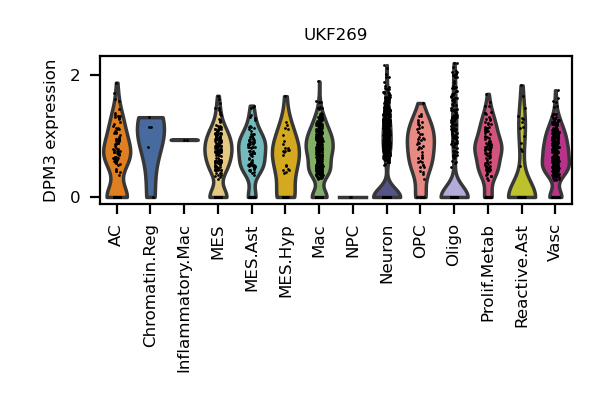 UKF269
DPM3 expression
2
0
AC
Chromatin.Reg
Inflammatory.Mac
MES
MES.Ast
MES.Hyp
Mac
NPC
Neuron
OPC
Oligo
Prolif.Metab
Reactive.Ast
Vasc